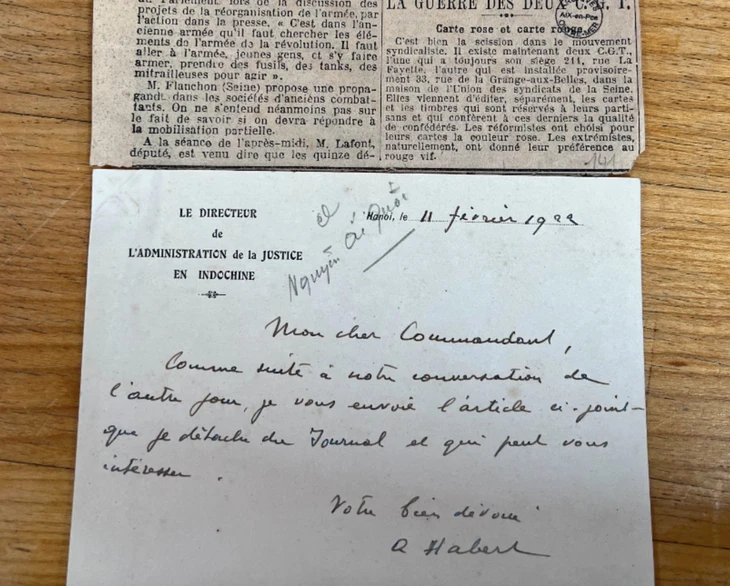 au Parlement, lors de la discussion des
projets de la réorganisation de l'armée, par
l'action dans la presse. « C'est dans l'an-
cienne armée qu'il faut chercher les élé-
ments de l'armée de la révolution. Il faut
aller à l'armée, jeunes gens, et s'y faire
armer, prendre des fusils, des tanks, des
mitrailleuses pour agir ».
M. Flanchon (Seine) propose une propa-
gande dans les sociétés d'anciens combat-
tants. On ne s'entend néanmoins pas sur
le fait de savoir si on devra répondre à
la mobilisation partielle.
A la séance de l'après-midi, M. Lafont,
député, est venu dire que les quinze dé-
LA GUERRE DES DEUX C. G. T.
Carte rose et carte rouge
C'est bien la scission dans le mouvement
syndicaliste. Il existe maintenant deux C.G.T.,
l'une qui a toujours son siège 211, rue La
Fayette, l'autre qui est installée provisoire-
ment 33, rue de la Grange-aux-Belles, dans la
maison de l'Union des syndicats de la Seine.
Elles viennent d'éditer, séparément, les cartes
et les timbres qui sont réservés à leurs parti-
sans et qui confèrent à ces derniers la qualité
de confédérés. Les réformistes ont choisi pour
leurs cartes la couleur rose. Les extrémistes,
naturellement, ont donné leur préférence au
rouge vif.
141
AIX-en-Pce
LE DIRECTEUR
de
L'ADMINISTRATION de la JUSTICE
EN INDOCHINE
cl
Nguyên Ai Quôc
Hanoi, le 11 février 1922
Mon cher Commandant,
Comme suite à notre conversation de
l'autre jour, je vous envoie l'article ci-joint
que je détache du Journal et qui peut vous
intéresser.
Votre bien dévoué
A Habert